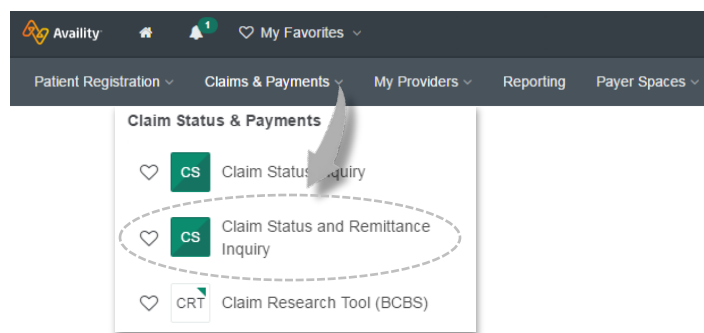 Availity 1 My Favorites
Patient Registration Claims & Payments My Providers Reporting Payer Spaces
Claim Status & Payments
CS Claim Status Inquiry
CS Claim Status and Remittance
Inquiry
CRT Claim Research Tool (BCBS)